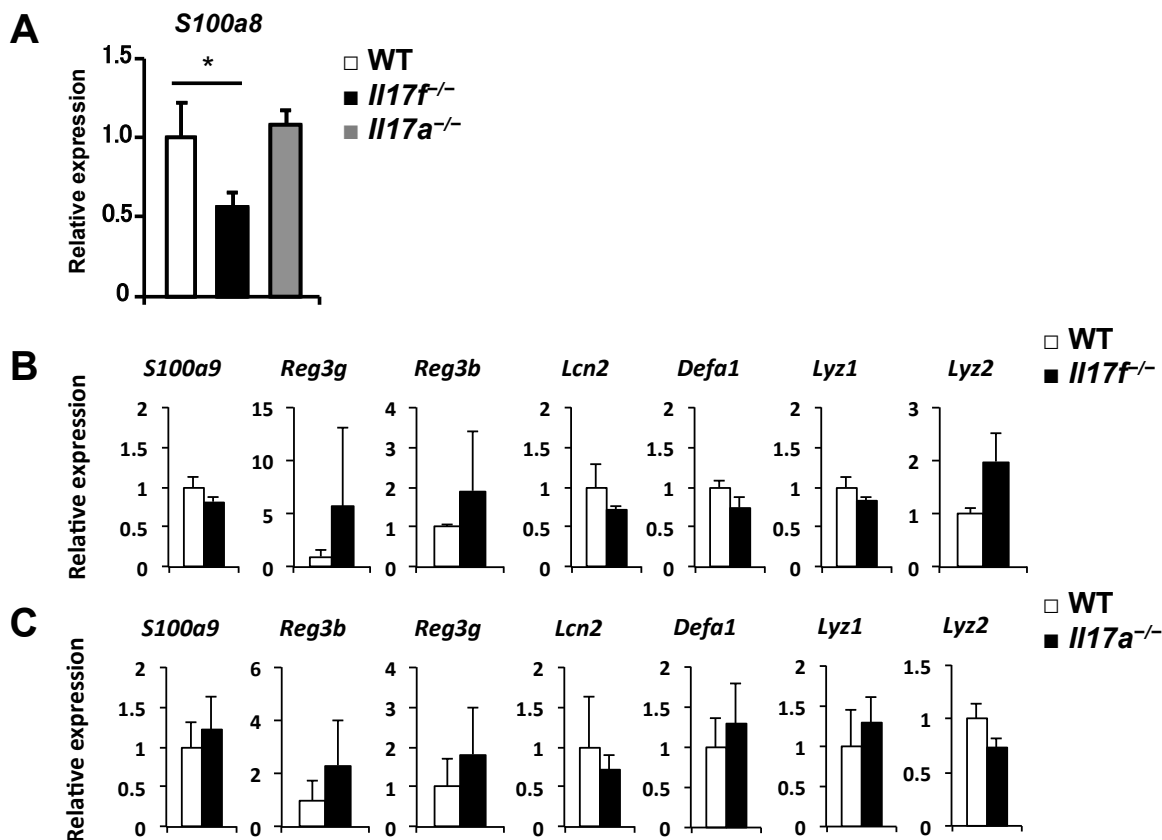 A
S100a8
Relative expression
1.5
1.0
0.5
0
*
WT
Il17f–/–
Il17a–/–
B
WT
Il17f–/–
S100a9 Reg3g Reg3b Lcn2 Defa1 Lyz1 Lyz2
Relative expression
2 15 4 2 2 2 3
1.5 10 3 1.5 1.5 1.5 2
1 5 2 1 1 1 1
0.5 1 0.5 0.5 0.5
0 0 0 0 0 0 0
C
WT
Il17a–/–
S100a9 Reg3b Reg3g Lcn2 Defa1 Lyz1 Lyz2
Relative expression
2 6 4 2 2 2 1.5
1.5 4 3 1.5 1.5 1.5 1
1 2 2 1 1 1 0.5
0.5 1 0.5 0.5 0.5
0 0 0 0 0 0 0